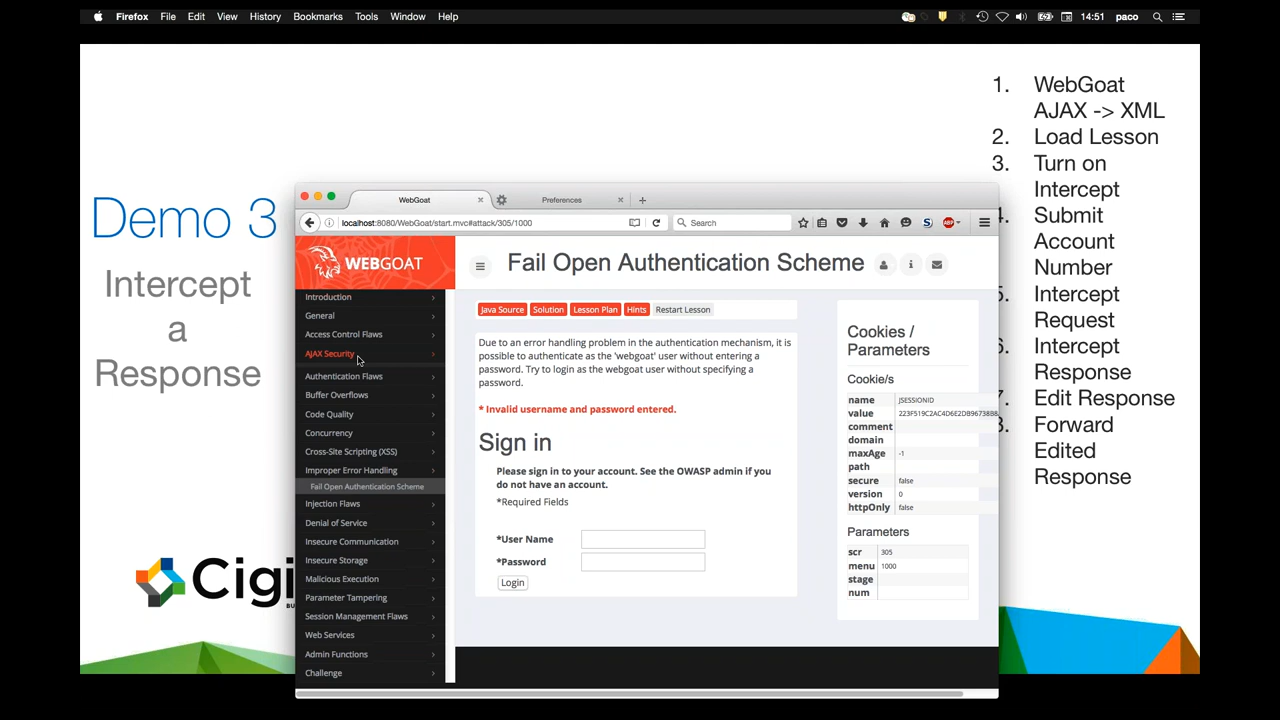 Firefox File Edit View History Bookmarks Tools Window Help 14:51 paco
Demo 3
Intercept
a
Response
Cigi
1. WebGoat
AJAX -> XML
2. Load Lesson
3. Turn on
Intercept
Submit
Account
Number
Intercept
Request
Intercept
Response
Edit Response
Forward
Edited
Response
WebGoat
Preferences
localhost:8080/WebGoat/start.mvc#attack/305/1000
Search
ABP
WEBGOAT
Introduction
General
Access Control Flaws
AJAX Security
Authentication Flaws
Buffer Overflows
Code Quality
Concurrency
Cross-Site Scripting (XSS)
Improper Error Handling
Fail Open Authentication Scheme
Injection Flaws
Denial of Service
Insecure Communication
Insecure Storage
Malicious Execution
Parameter Tampering
Session Management Flaws
Web Services
Admin Functions
Challenge
Fail Open Authentication Scheme
Java Source Solution Lesson Plan Hints Restart Lesson
Due to an error handling problem in the authentication mechanism, it is
possible to authenticate as the 'webgoat' user without entering a
password. Try to login as the webgoat user without specifying a
password.
* Invalid username and password entered.
Sign in
Please sign in to your account. See the OWASP admin if you
do not have an account.
*Required Fields
*User Name
*Password
Login
Cookies /
Parameters
Cookie/s
name JSESSIONID
value
comment
domain
maxAge -1
path
secure false
version 0
httpOnly false
Parameters
scr 305
menu 1000
stage
num